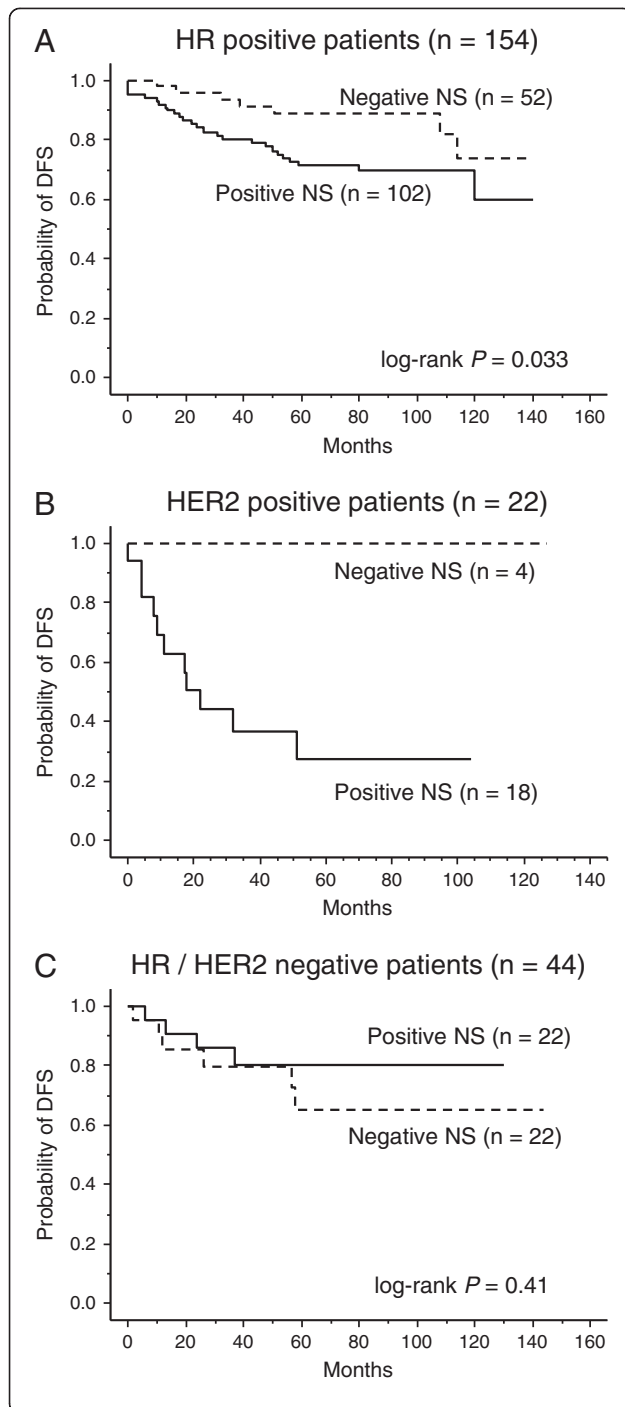 A
HR positive patients (n = 154)
Probability of DFS
1.0
0.8
0.6
0.4
0.2
0.0
Negative NS (n = 52)
Positive NS (n = 102)
log-rank P = 0.033
0 20 40 60 80 100 120 140 160
Months
B
HER2 positive patients (n = 22)
Probability of DFS
1.0
0.8
0.6
0.4
0.2
0.0
Negative NS (n = 4)
Positive NS (n = 18)
0 20 40 60 80 100 120 140
Months
C
HR / HER2 negative patients (n = 44)
Probability of DFS
1.0
0.8
0.6
0.4
0.2
0.0
Positive NS (n = 22)
Negative NS (n = 22)
log-rank P = 0.41
0 20 40 60 80 100 120 140 160
Months